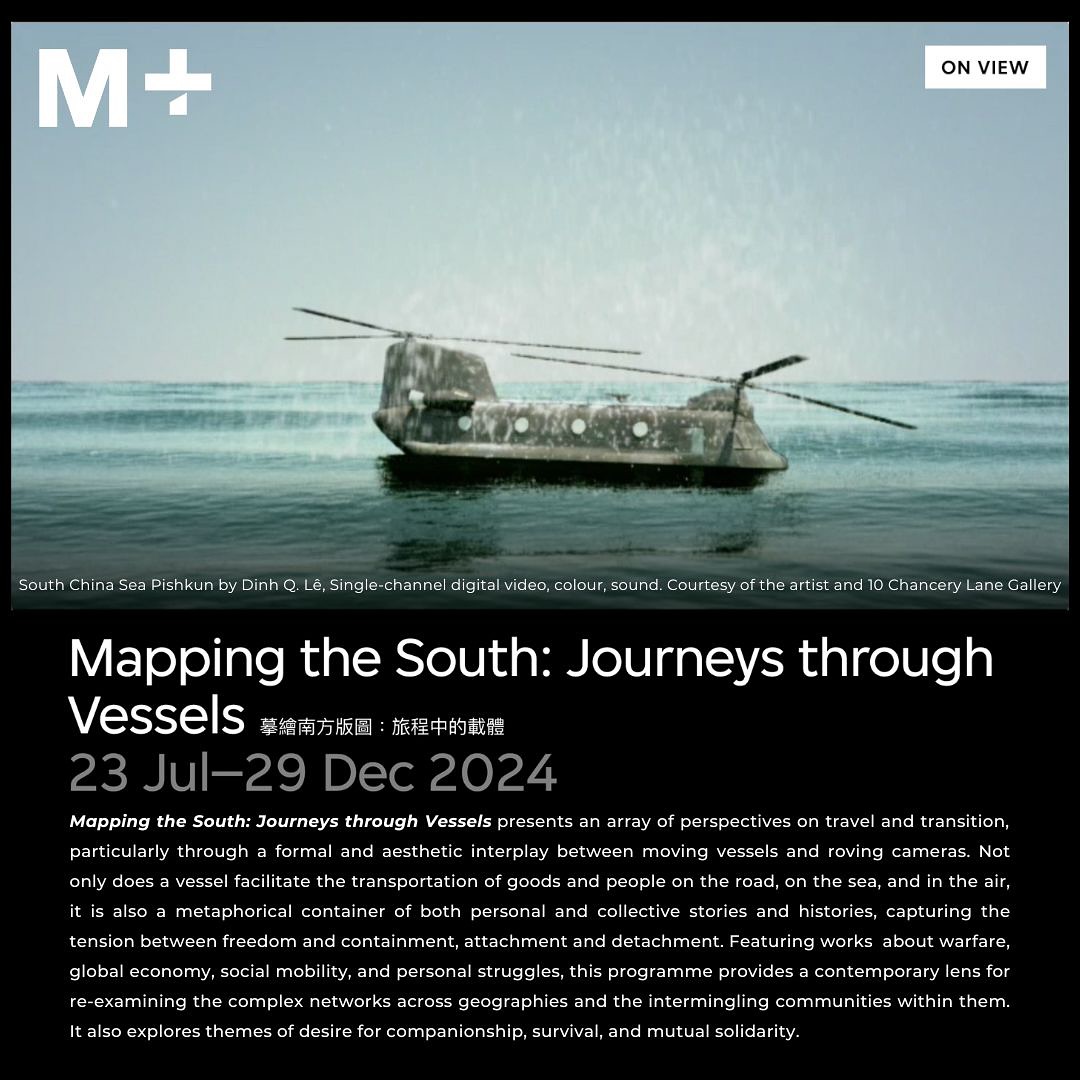 M+
ON VIEW
South China Sea Pishkun by Dinh Q. Lê, Single-channel digital video, colour, sound. Courtesy of the artist and 10 Chancery Lane Gallery
Mapping the South: Journeys through
Vessels 摹繪南方版圖：旅程中的載體
23 Jul—29 Dec 2024
Mapping the South: Journeys through Vessels presents an array of perspectives on travel and transition,
particularly through a formal and aesthetic interplay between moving vessels and roving cameras. Not
only does a vessel facilitate the transportation of goods and people on the road, on the sea, and in the air,
it is also a metaphorical container of both personal and collective stories and histories, capturing the
tension between freedom and containment, attachment and detachment. Featuring works about warfare,
global economy, social mobility, and personal struggles, this programme provides a contemporary lens for
re-examining the complex networks across geographies and the intermingling communities within them.
It also explores themes of desire for companionship, survival, and mutual solidarity.